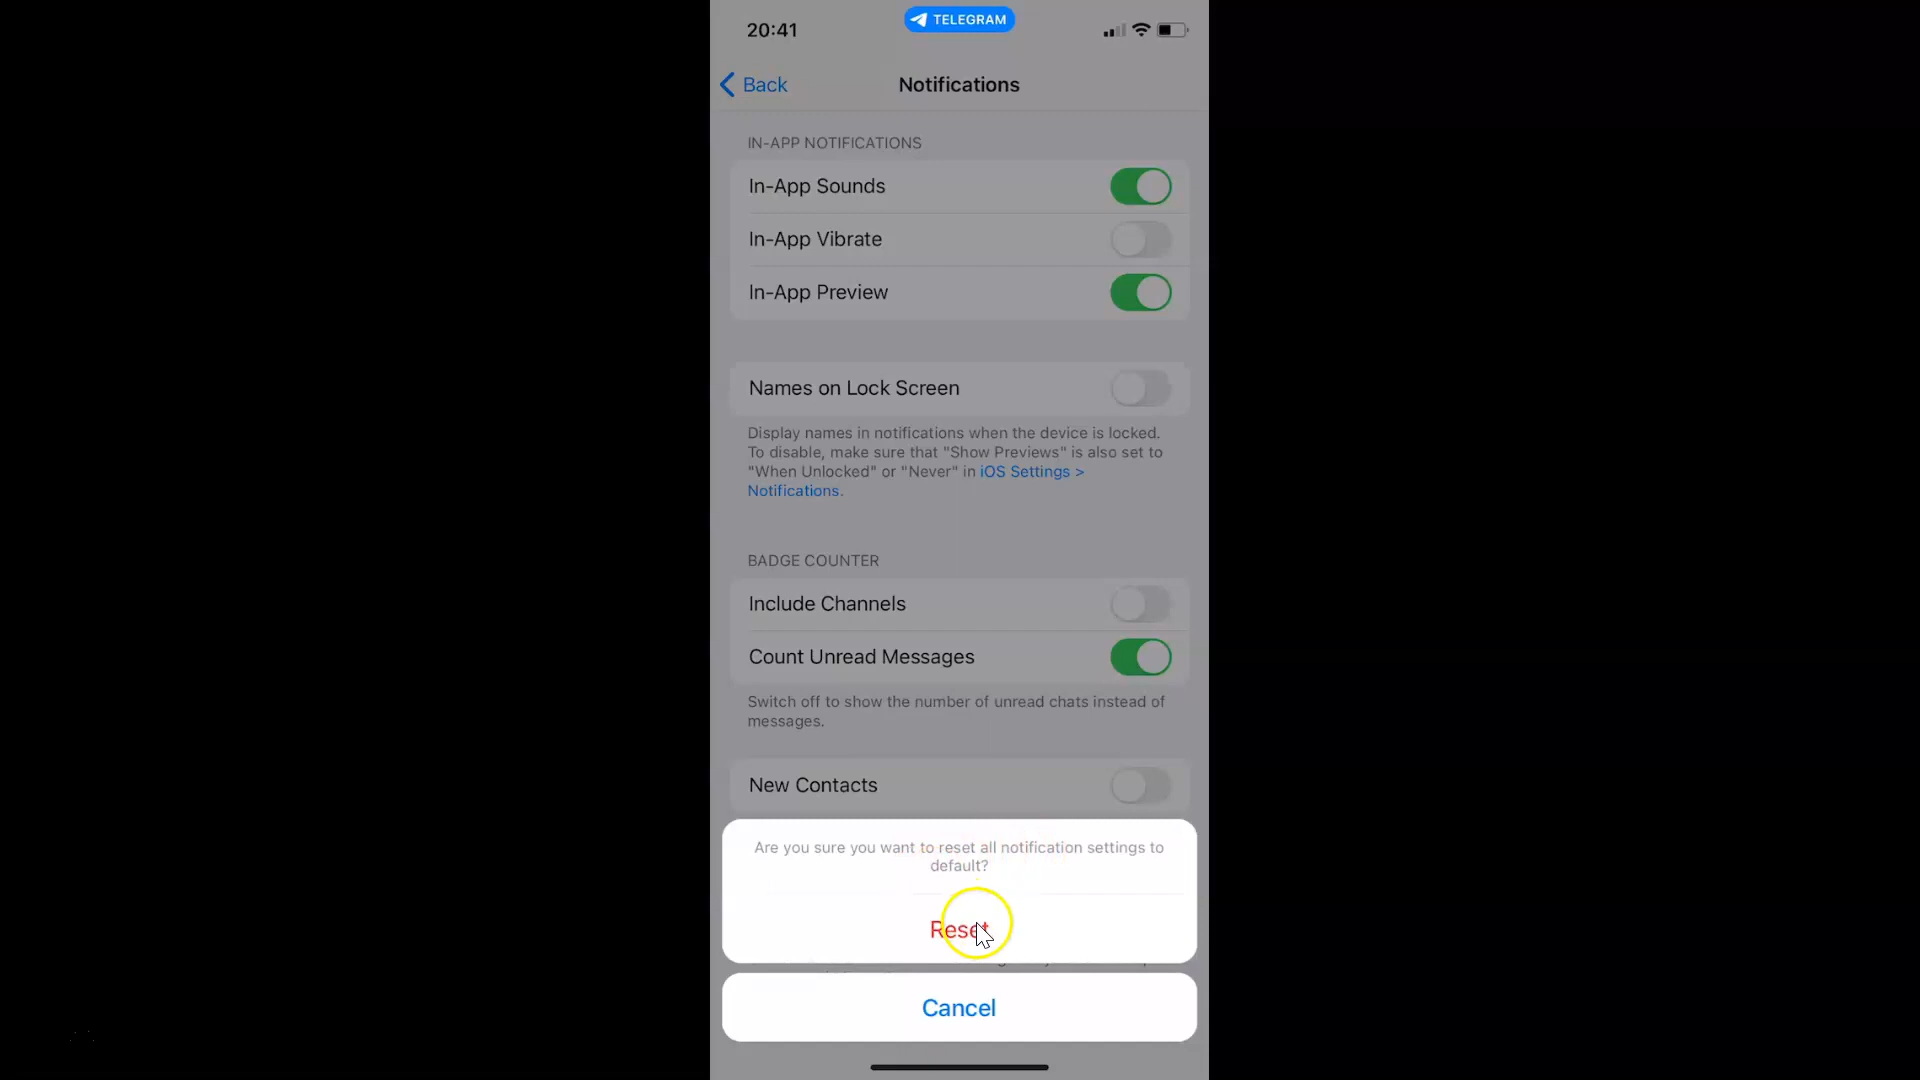 20:41
TELEGRAM
Back
Notifications
IN-APP NOTIFICATIONS
In-App Sounds
In-App Vibrate
In-App Preview
Names on Lock Screen
Display names in notifications when the device is locked.
To disable, make sure that "Show Previews" is also set to
"When Unlocked" or "Never" in iOS Settings >
Notifications.
BADGE COUNTER
Include Channels
Count Unread Messages
Switch off to show the number of unread chats instead of
messages.
New Contacts
Are you sure you want to reset all notification settings to
default?
Reset
Cancel